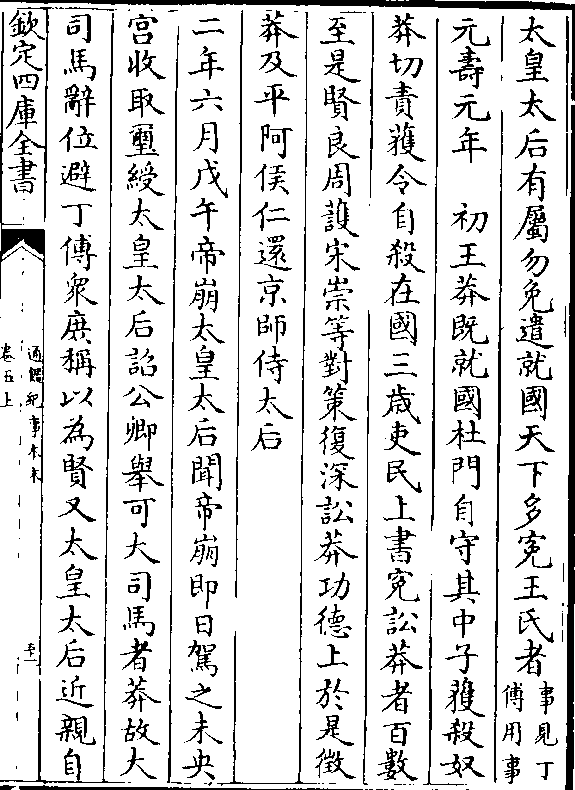 太皇太后有屬勿免遣就國天下多寃王氏者事見丁傅用事
元壽元年　初王莽既就國杜門自守其中子獲殺奴
莽切責獲令自殺在國三歲吏民上書寃訟莽者百數
至是賢良周護宋崇等對策復深訟莽功德上於是徵
莽及平阿侯仁還京師侍太后
二年六月戊午帝崩太皇太后聞帝崩即日駕之未央
宫收取璽綬太皇太后詔公卿舉可大司馬者莽故大
司馬辭位避丁傅衆庶稱以為賢又太皇太后近親自
欽定四庫全書
通鑑紀事本末
卷五上